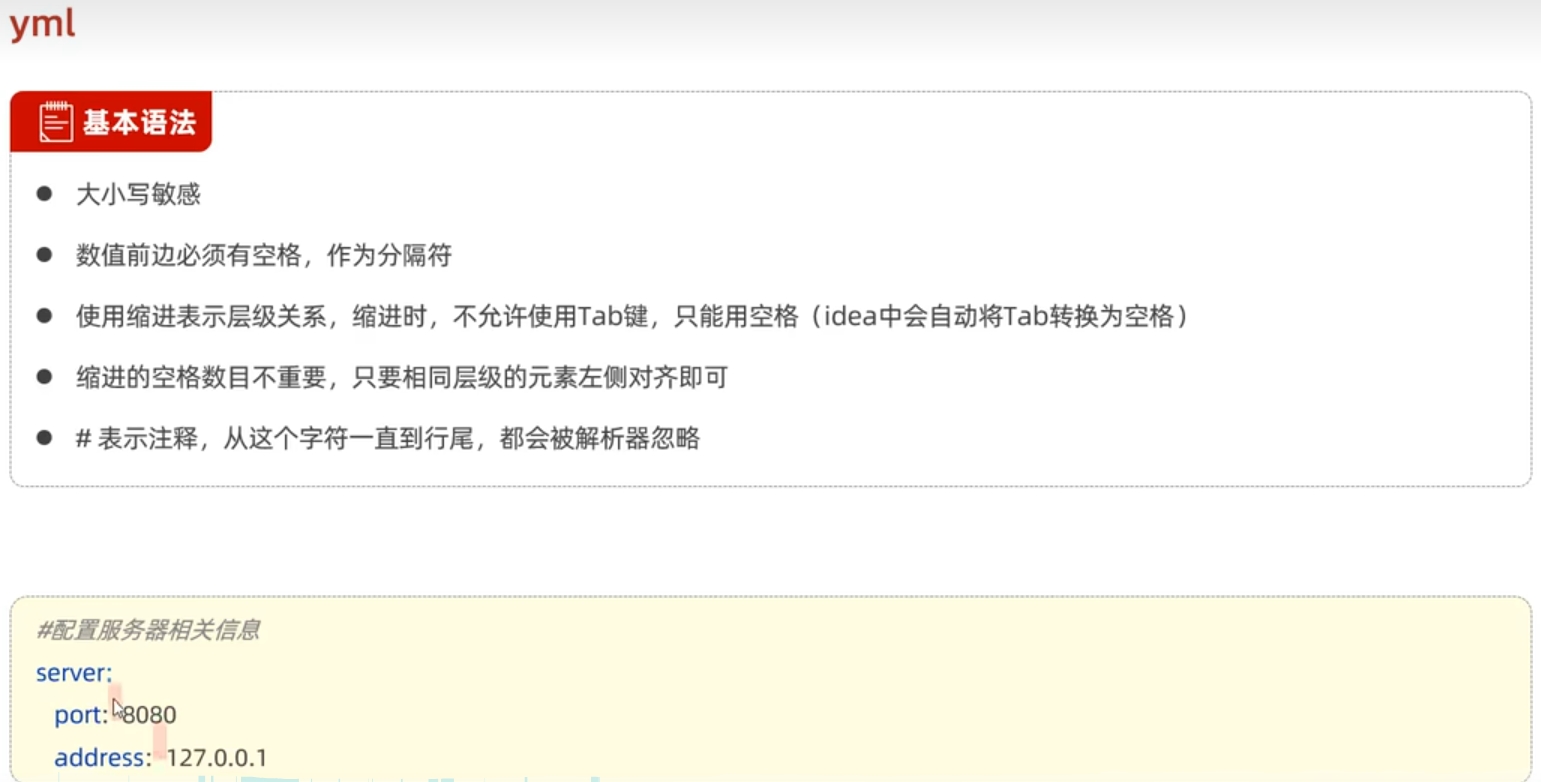 yml
基本语法
● 大小写敏感
● 数值前边必须有空格，作为分隔符
● 使用缩进表示层级关系，缩进时，不允许使用Tab键，只能用空格（idea中会自动将Tab转换为空格）
● 缩进的空格数目不重要，只要相同层级的元素左侧对齐即可
● # 表示注释，从这个字符一直到行尾，都会被解析器忽略
#配置服务器相关信息
server:
  port: 8080
  address: 127.0.0.1